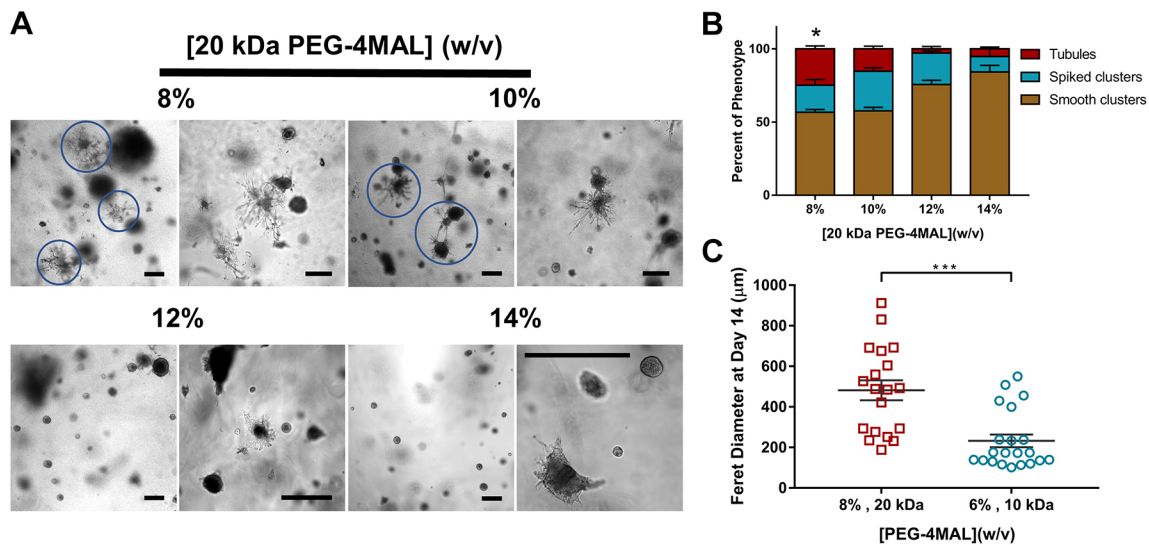 A
[20 kDa PEG-4MAL] (w/v)
8%
10%
12%
14%
B
*
Percent of Phenotype
100
50
0
8%
10%
12%
14%
[20 kDa PEG-4MAL](w/v)
Tubules
Spiked clusters
Smooth clusters
C
***
Feret Diameter at Day 14 (μm)
1000
800
600
400
200
0
8% , 20 kDa
6% , 10 kDa
[PEG-4MAL](w/v)